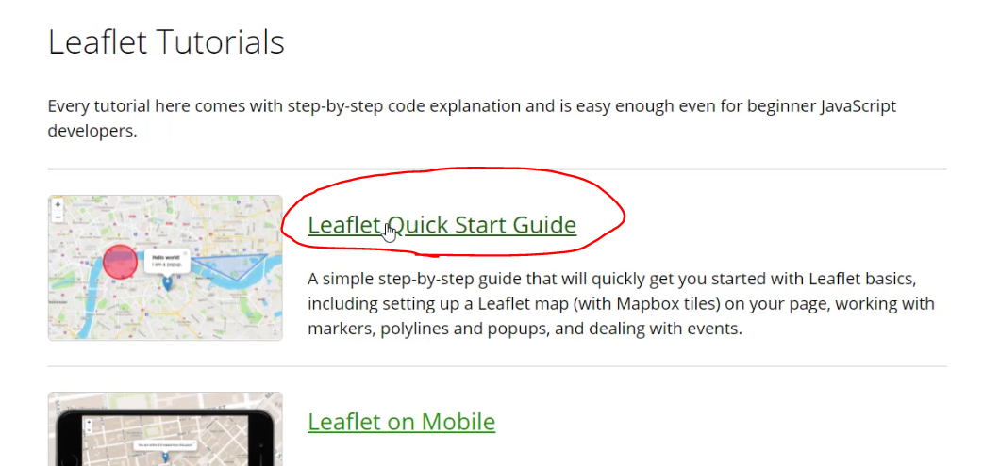 Leaflet Tutorials
Every tutorial here comes with step-by-step code explanation and is easy enough even for beginner JavaScript
developers.
+
−
Hello world!
I am a popup.
Leaflet Quick Start Guide
A simple step-by-step guide that will quickly get you started with Leaflet basics,
including setting up a Leaflet map (with Mapbox tiles) on your page, working with
markers, polylines and popups, and dealing with events.
Leaflet on Mobile